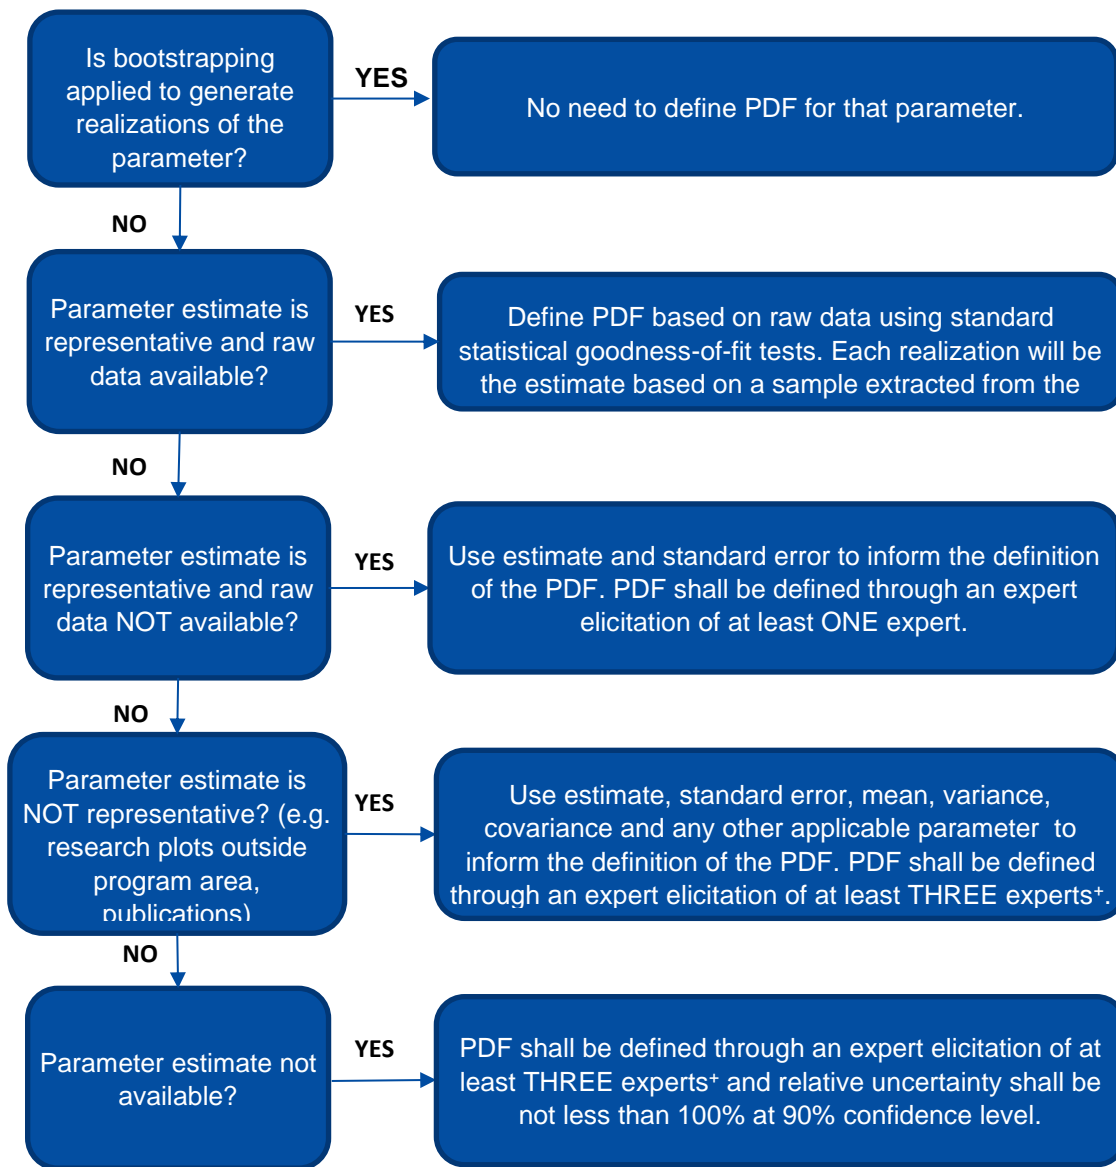 Is bootstrapping
applied to generate
realizations of the
parameter?
YES
No need to define PDF for that parameter.
NO
Parameter estimate is
representative and raw
data available?
YES
Define PDF based on raw data using standard
statistical goodness-of-fit tests. Each realization will be
the estimate based on a sample extracted from the
NO
Parameter estimate is
representative and raw
data NOT available?
YES
Use estimate and standard error to inform the definition
of the PDF. PDF shall be defined through an expert
elicitation of at least ONE expert.
NO
Parameter estimate is
NOT representative? (e.g.
research plots outside
program area,
publications)
YES
Use estimate, standard error, mean, variance,
covariance and any other applicable parameter to
inform the definition of the PDF. PDF shall be defined
through an expert elicitation of at least THREE experts⁺.
NO
Parameter estimate not
available?
YES
PDF shall be defined through an expert elicitation of at
least THREE experts⁺ and relative uncertainty shall be
not less than 100% at 90% confidence level.